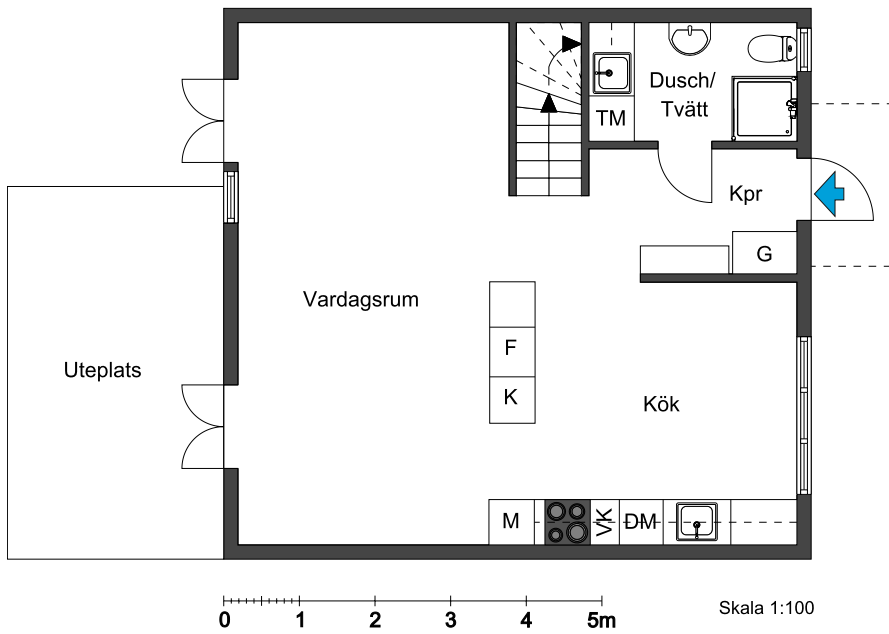 Dusch/
Tvätt
TM
Kpr
G
Vardagsrum
F
K
Uteplats
Kök
M
VK
DM
0 1 2 3 4 5m
Skala 1:100